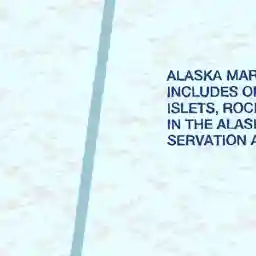 ALASKA MAR
INCLUDES O
ISLETS, ROC
IN THE ALAS
SERVATION A